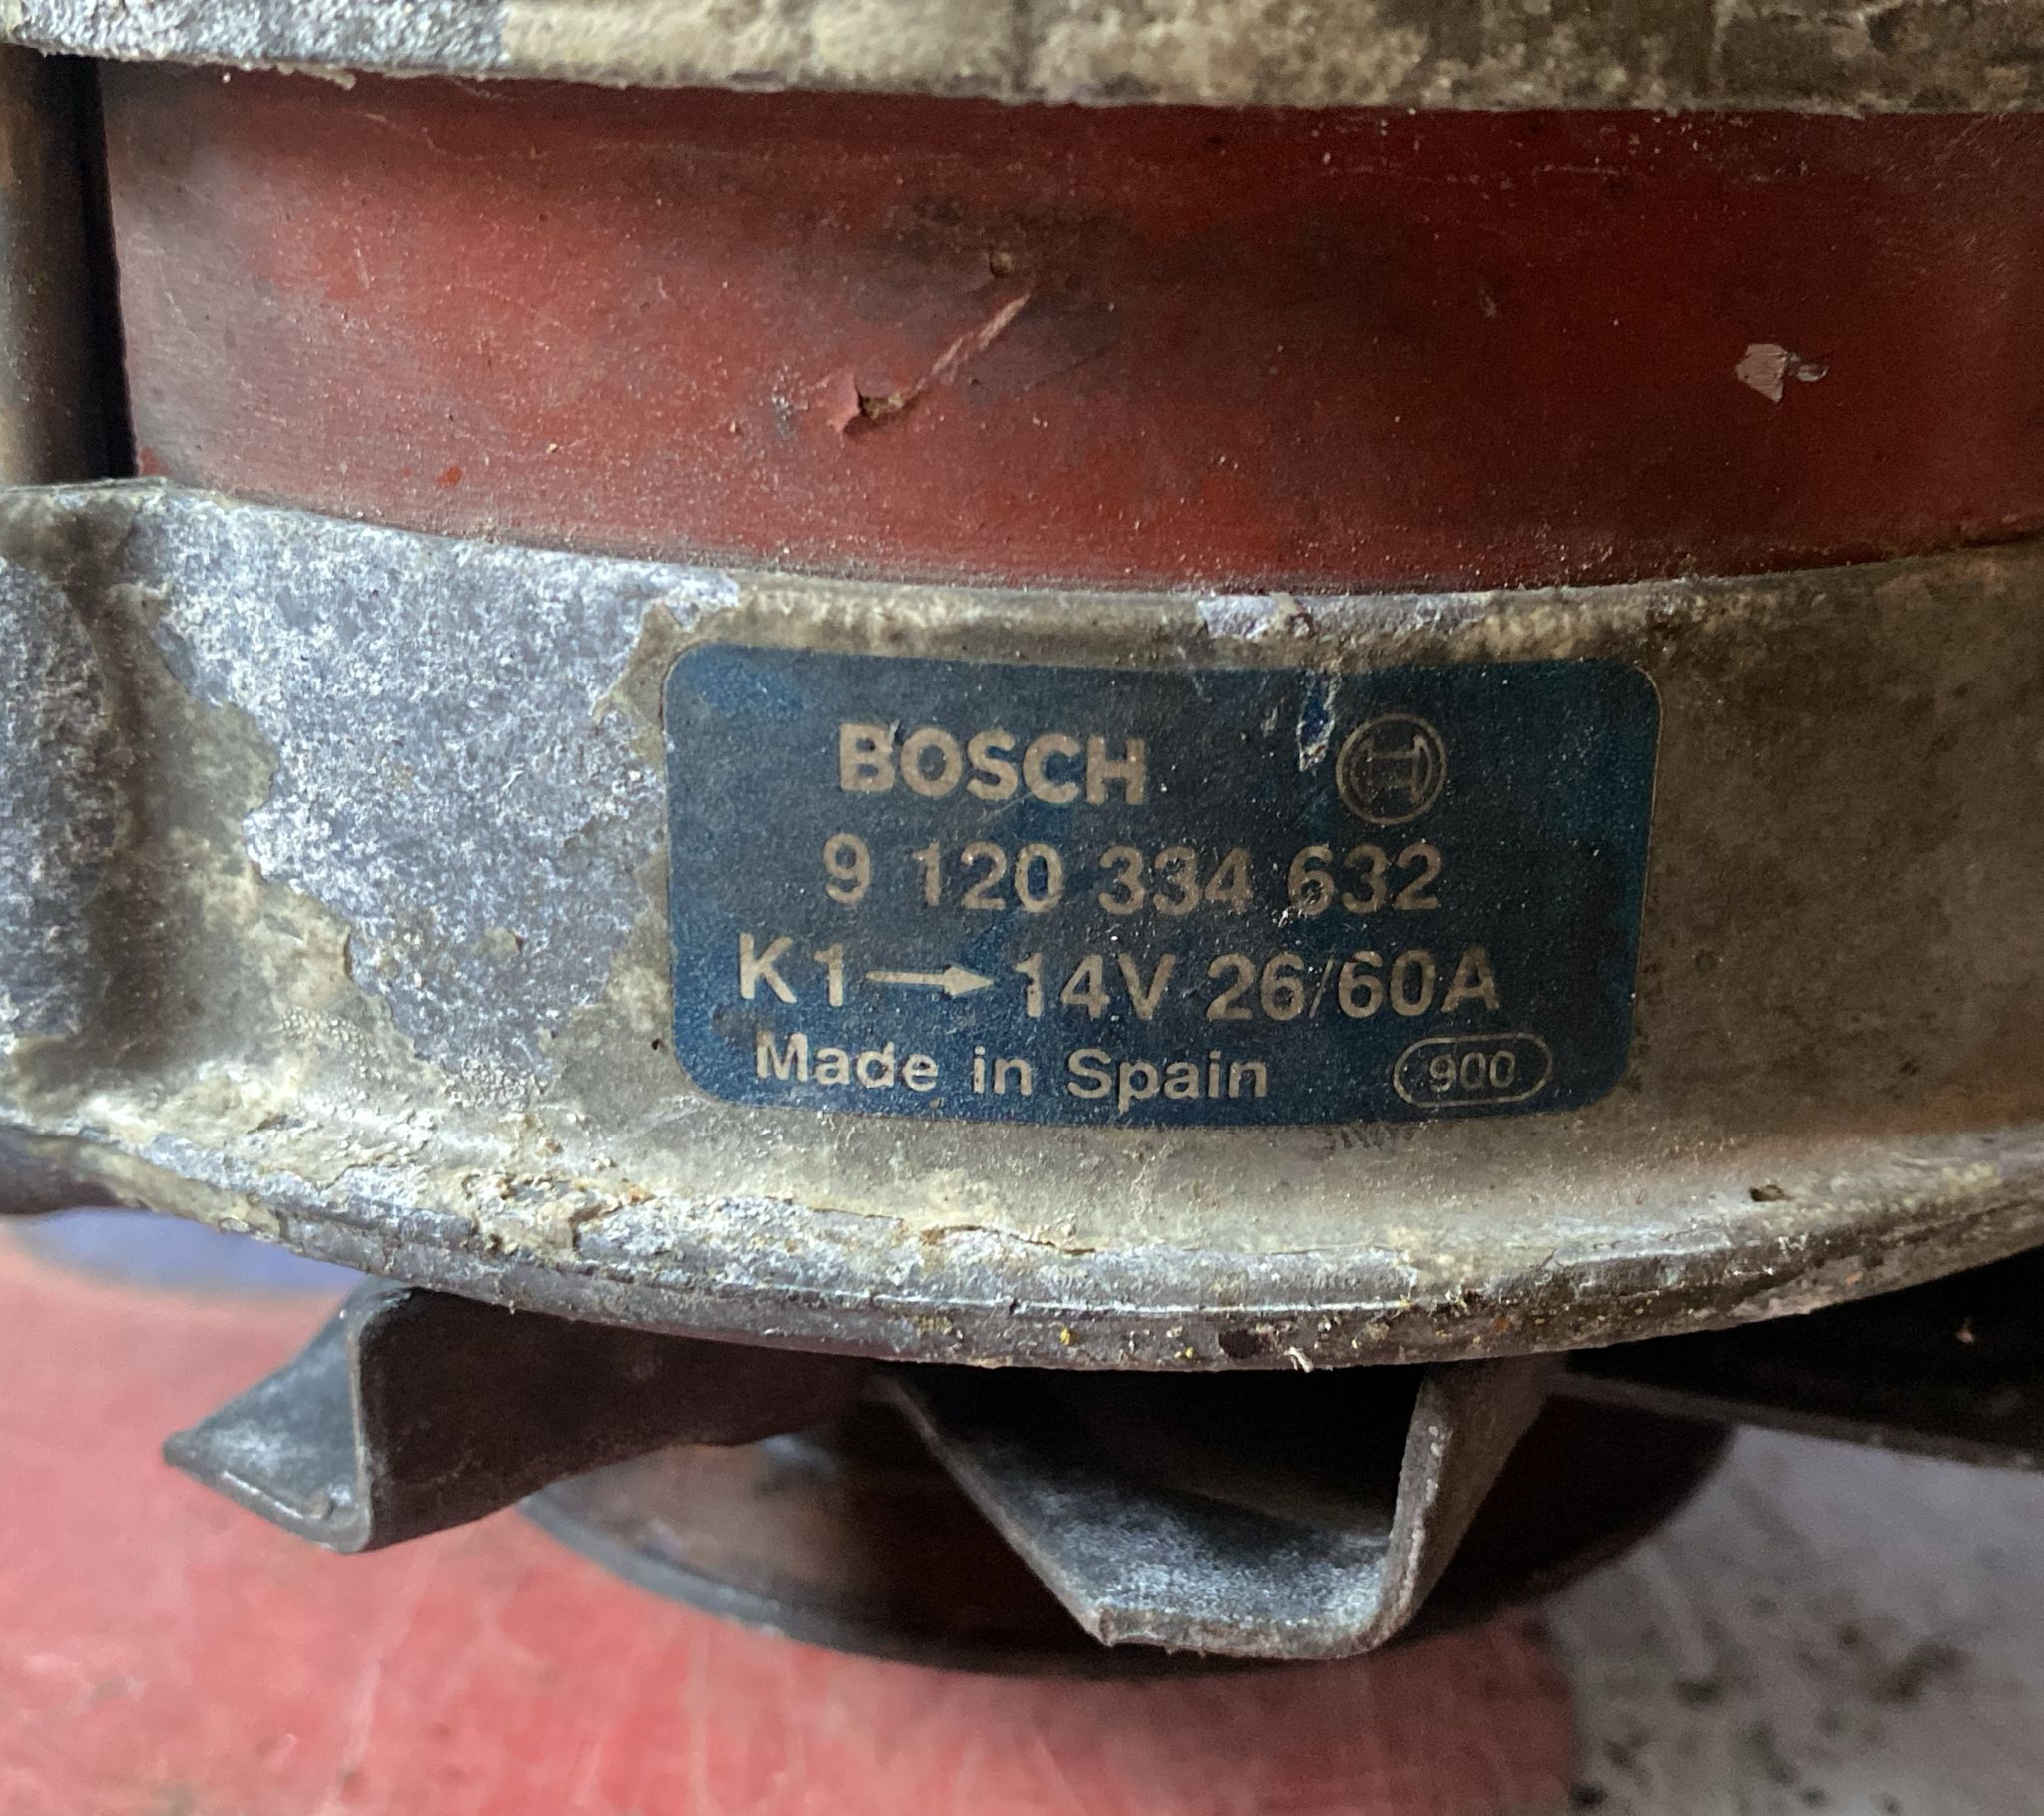 BOSCH
9 120 334 632
K1→14V 26/60A
Made in Spain 900